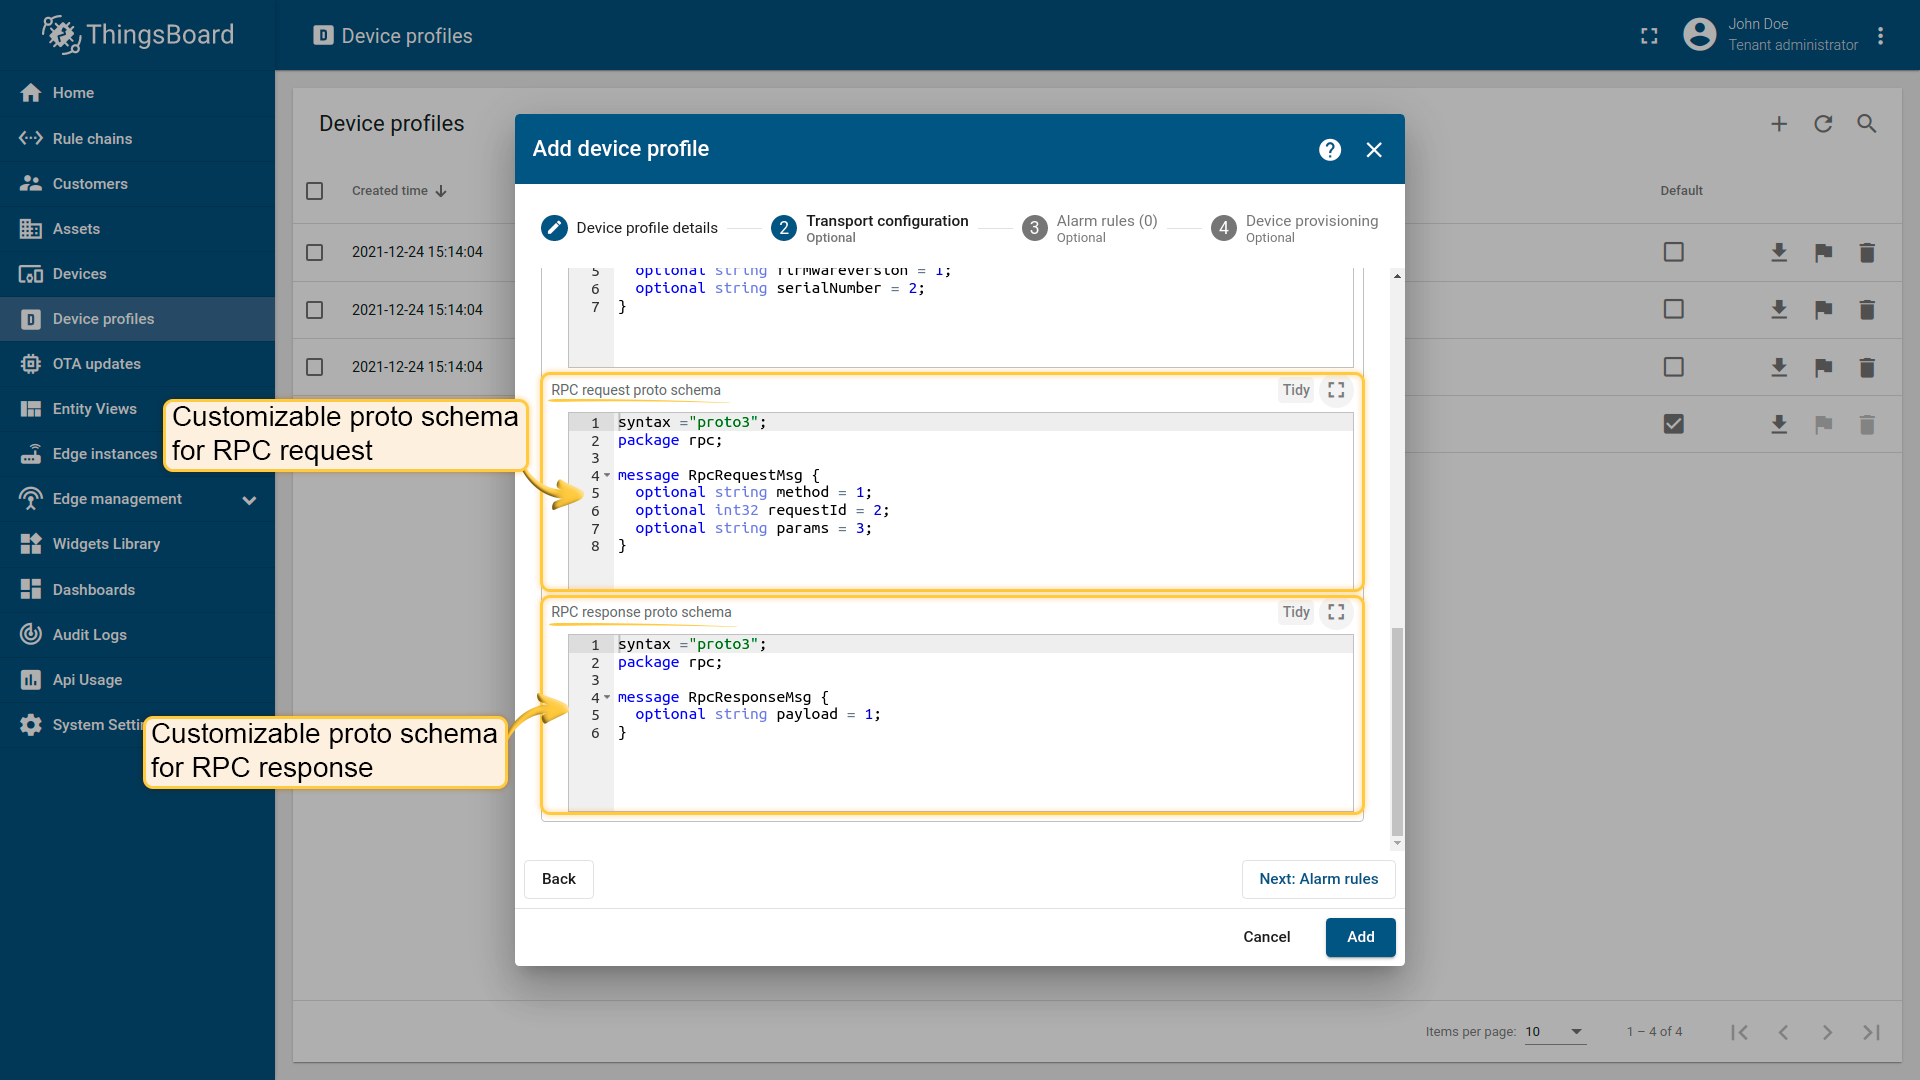 ThingsBoard
Device profiles
John Doe
Tenant administrator
Home
Rule chains
Customers
Assets
Devices
Device profiles
OTA updates
Entity Views
Edge instances
Edge management
Widgets Library
Dashboards
Audit Logs
Api Usage
System Setti
Device profiles
Created time
Default
2021-12-24 15:14:04
2021-12-24 15:14:04
2021-12-24 15:14:04
Add device profile
Device profile details
2
Transport configuration
Optional
3
Alarm rules (0)
Optional
4
Device provisioning
Optional
5 optional string firmwareVersion = 1;
6 optional string serialNumber = 2;
7 }
RPC request proto schema
Tidy
1 syntax ="proto3";
2 package rpc;
3
4 message RpcRequestMsg {
5 optional string method = 1;
6 optional int32 requestId = 2;
7 optional string params = 3;
8 }
Customizable proto schema
for RPC request
RPC response proto schema
Tidy
1 syntax ="proto3";
2 package rpc;
3
4 message RpcResponseMsg {
5 optional string payload = 1;
6 }
Customizable proto schema
for RPC response
Back
Next: Alarm rules
Cancel
Add
Items per page: 10
1 – 4 of 4